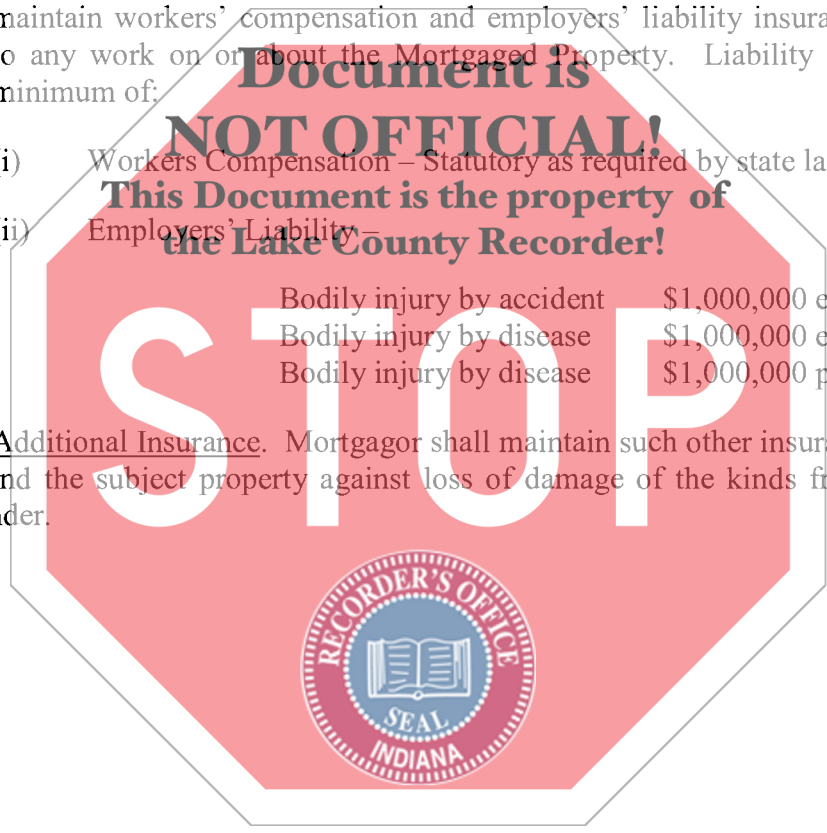 maintain workers' compensation and employers' liability insura
o any work on or about the Mortgaged Property. Liability
Document is
minimum of:
NOT OFFICIAL!
i) Workers Compensation – Statutory as required by state la
This Document is the property of
ii) Employers' Liability –
the Lake County Recorder!
Bodily injury by accident $1,000,000 e
Bodily injury by disease $1,000,000 e
Bodily injury by disease $1,000,000 p
STOP
Additional Insurance. Mortgagor shall maintain such other insura
nd the subject property against loss of damage of the kinds fr
nder.
RECORDER'S OFFICE
SEAL
INDIANA